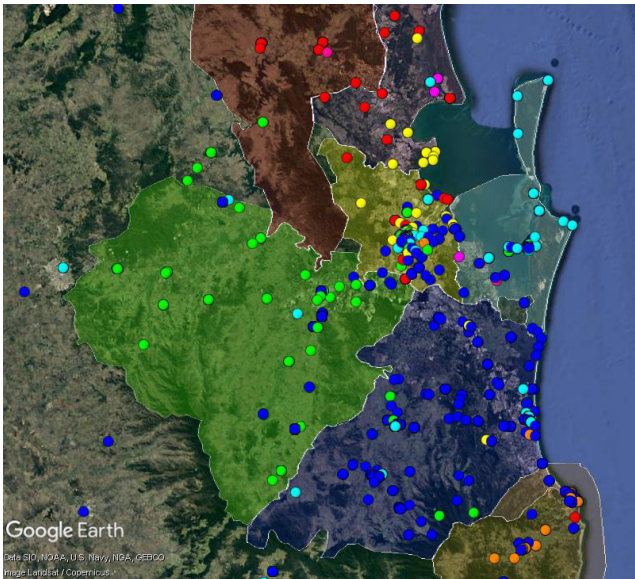 Google Earth
Data SIO, NOAA, U.S. Navy, NGA, GEBCO
Image Landsat / Copernicus